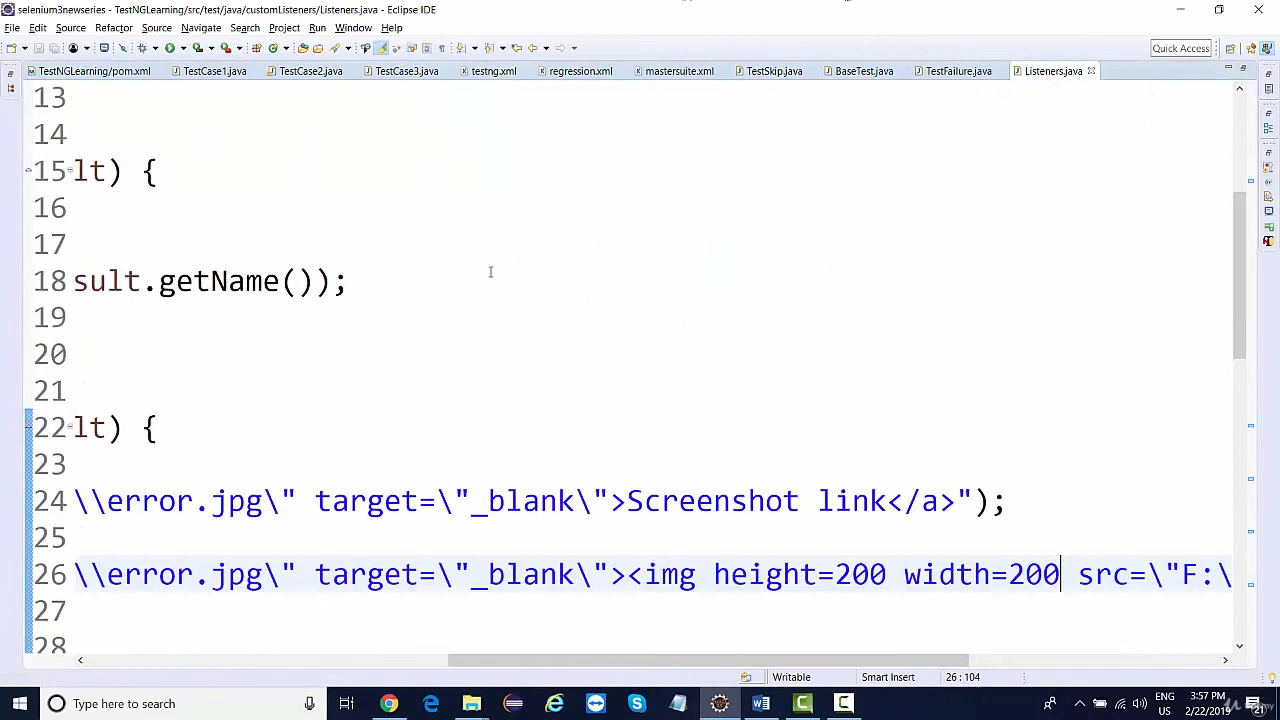 selenium3newseries - TestNGLearning/src/test/java/customListeners/Listeners.java - Eclipse IDE
File Edit Source Refactor Source Navigate Search Project Run Window Help
Quick Access
TestNGLearning/pom.xml TestCase1.java TestCase2.java TestCase3.java testng.xml regression.xml mastersuite.xml TestSkip.java BaseTest.java TestFailure.java Listeners.java
13
14
15 lt) {
16
17
18 sult.getName());
19
20
21
22 lt) {
23
24 \\error.jpg\" target=\"_blank\">Screenshot link</a>");
25
26 \\error.jpg\" target=\"_blank\"><img height=200 width=200 src=\"F:\
27
28
Writable Smart Insert 26 : 104
Type here to search
ENG
US
3:57 PM
2/22/2019
21